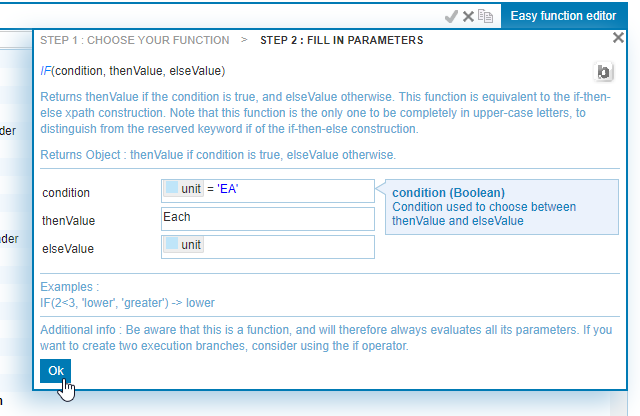 Easy function editor
STEP 1 : CHOOSE YOUR FUNCTION > STEP 2 : FILL IN PARAMETERS
IF(condition, thenValue, elseValue)
b
Returns thenValue if the condition is true, and elseValue otherwise. This function is equivalent to the if-then-
else xpath construction. Note that this function is the only one to be completely in upper-case letters, to
distinguish from the reserved keyword if of the if-then-else construction.
Returns Object : thenValue if condition is true, elseValue otherwise.
condition unit = 'EA'
condition (Boolean)
Condition used to choose between
thenValue and elseValue
thenValue Each
elseValue unit
Examples :
IF(2<3, 'lower', 'greater') -> lower
Additional info : Be aware that this is a function, and will therefore always evaluates all its parameters. If you
want to create two execution branches, consider using the if operator.
Ok